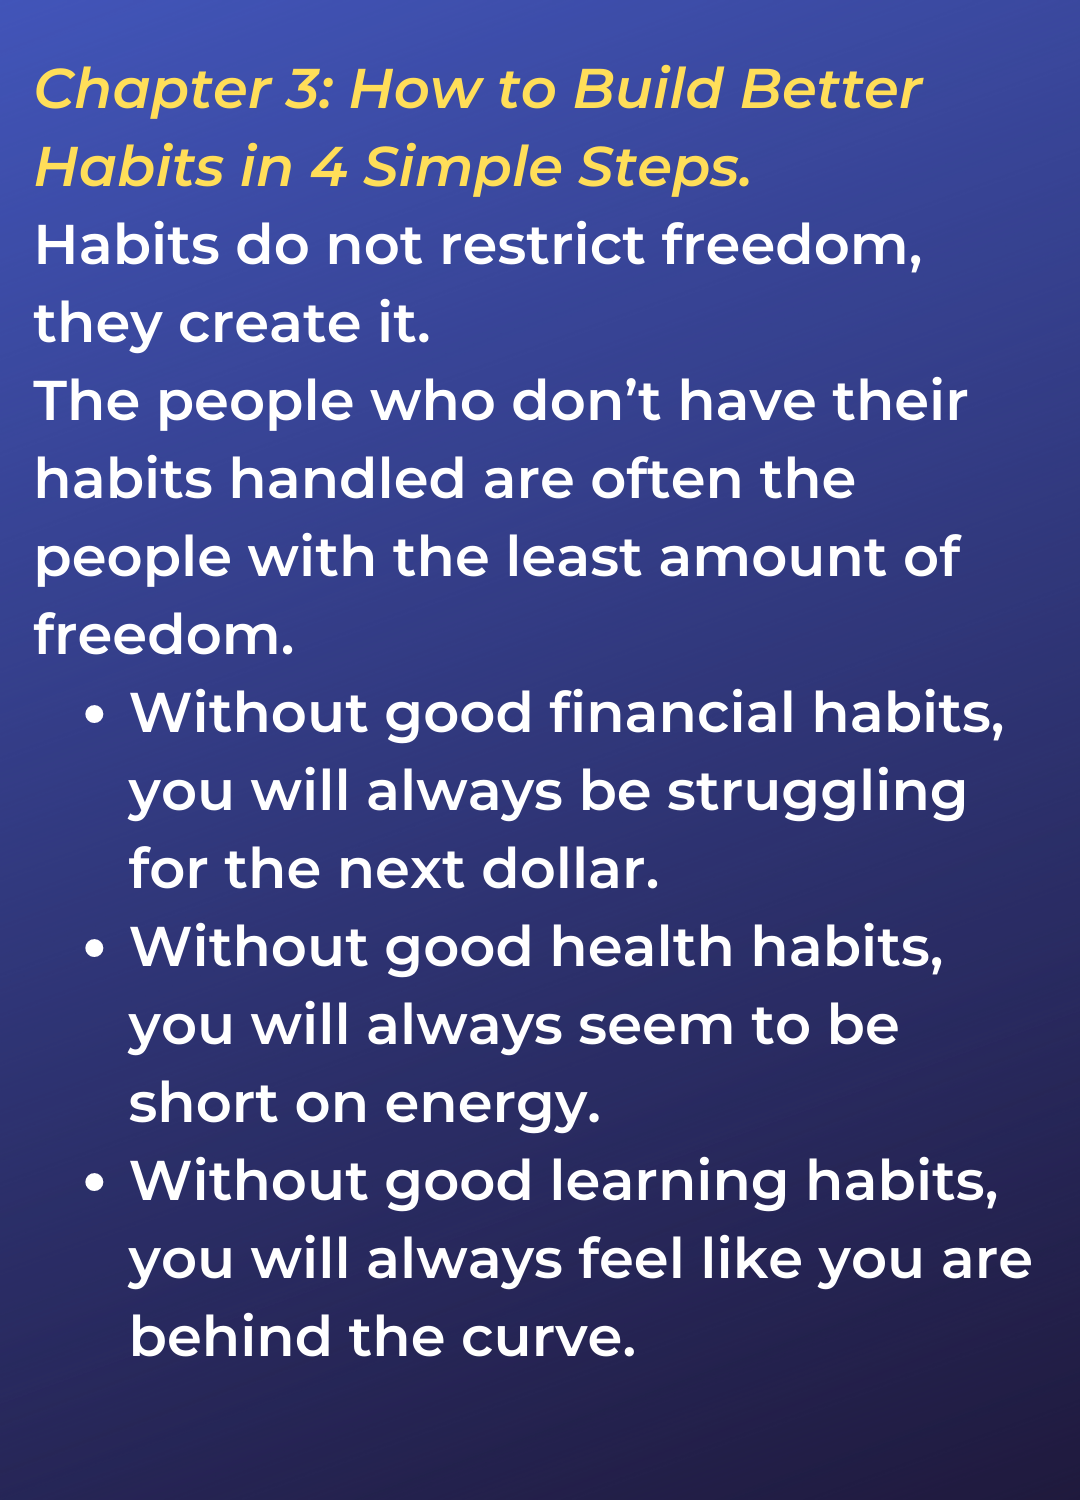 Chapter 3: How to Build Better
Habits in 4 Simple Steps.
Habits do not restrict freedom,
they create it.
The people who don’t have their
habits handled are often the
people with the least amount of
freedom.
• Without good financial habits,
you will always be struggling
for the next dollar.
• Without good health habits,
you will always seem to be
short on energy.
• Without good learning habits,
you will always feel like you are
behind the curve.